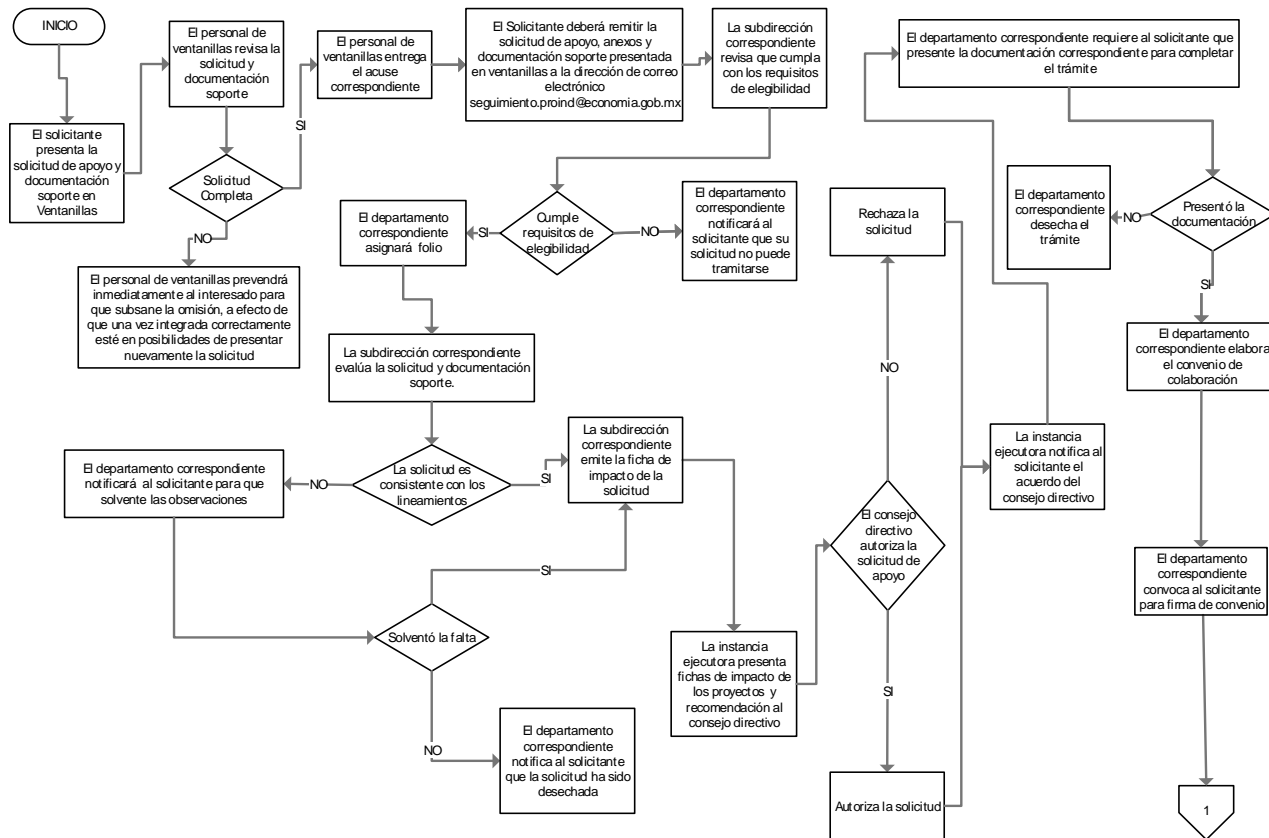 INICIO
El solicitante
presenta la
solicitud de apoyo y
documentación
soporte en
Ventanillas
El personal de
ventanillas revisa la
solicitud y
documentación
soporte
Solicitud
Completa
SI
NO
El personal de ventanillas prevendrá
inmediatamente al interesado para
que subsane la omisión, a efecto
de que una vez integrada correctamente
esté en posibilidades de presentar
nuevamente la solicitud
El personal de
ventanillas entrega
el acuse
correspondiente
El Solicitante deberá remitir la
solicitud de apoyo, anexos y
documentación soporte presentada
en ventanillas a la dirección de correo
electrónico
seguimiento.proind@economia.gob.mx
La subdirección
correspondiente
revisa que cumpla
con los requisitos
de elegibilidad
Cumple
requisitos de
elegibilidad
SI
NO
El departamento
correspondiente
notificará al
solicitante que su
solicitud no puede
tramitarse
El departamento
correspondiente
asignará folio
La subdirección correspondiente
evalúa la solicitud y documentación
soporte.
La solicitud es
consistente con los
lineamientos
NO
SI
El departamento correspondiente
notificará al solicitante para que
solvente las observaciones
Solventó la falta
SI
NO
El departamento
correspondiente
notifica al solicitante
que la solicitud ha sido
desechada
La subdirección
correspondiente
emite la ficha de
impacto de la
solicitud
La instancia
ejecutora presenta
fichas de impacto de
los proyectos y
recomendación al
consejo directivo
El consejo
directivo
autoriza la
solicitud de
apoyo
NO
SI
Rechaza la
solicitud
Autoriza la solicitud
La instancia
ejecutora notifica al
solicitante el
acuerdo del
consejo directivo
El departamento correspondiente requiere al solicitante que
presente la documentación correspondiente para completar
el trámite
Presentó la
documentación
NO
SI
El departamento
correspondiente
desecha el
trámite
El departamento
correspondiente elabora
el convenio de
colaboración
El departamento
correspondiente
convoca al solicitante
para firma de convenio
1